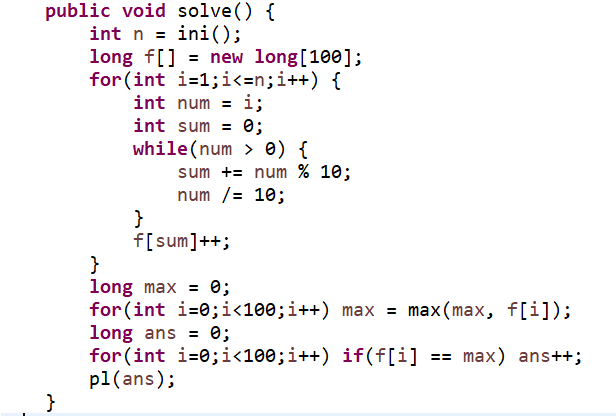 public void solve() {
    int n = ini();
    long f[] = new long[100];
    for(int i=1;i<=n;i++) {
        int num = i;
        int sum = 0;
        while(num > 0) {
            sum += num % 10;
            num /= 10;
        }
        f[sum]++;
    }
    long max = 0;
    for(int i=0;i<100;i++) max = max(max, f[i]);
    long ans = 0;
    for(int i=0;i<100;i++) if(f[i] == max) ans++;
    pl(ans);
}